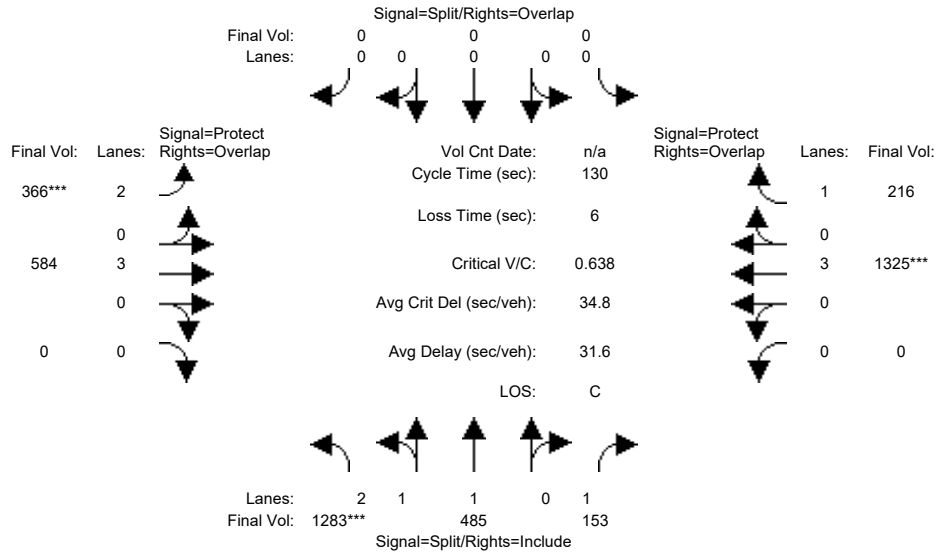 Signal=Split/Rights=Overlap
Final Vol: 0 0 0
Lanes: 0 0 0 0 0
Signal=Protect Signal=Protect
Final Vol: Lanes: Rights=Overlap Vol Cnt Date: n/a Rights=Overlap Lanes: Final Vol:
Cycle Time (sec): 130
366*** 2 1 216
Loss Time (sec): 6
0 0
584 3 Critical V/C: 0.638 3 1325***
0 Avg Crit Del (sec/veh): 34.8 0
0 0 Avg Delay (sec/veh): 31.6 0 0
LOS: C
Lanes: 2 1 1 0 1
Final Vol: 1283*** 485 153
Signal=Split/Rights=Include